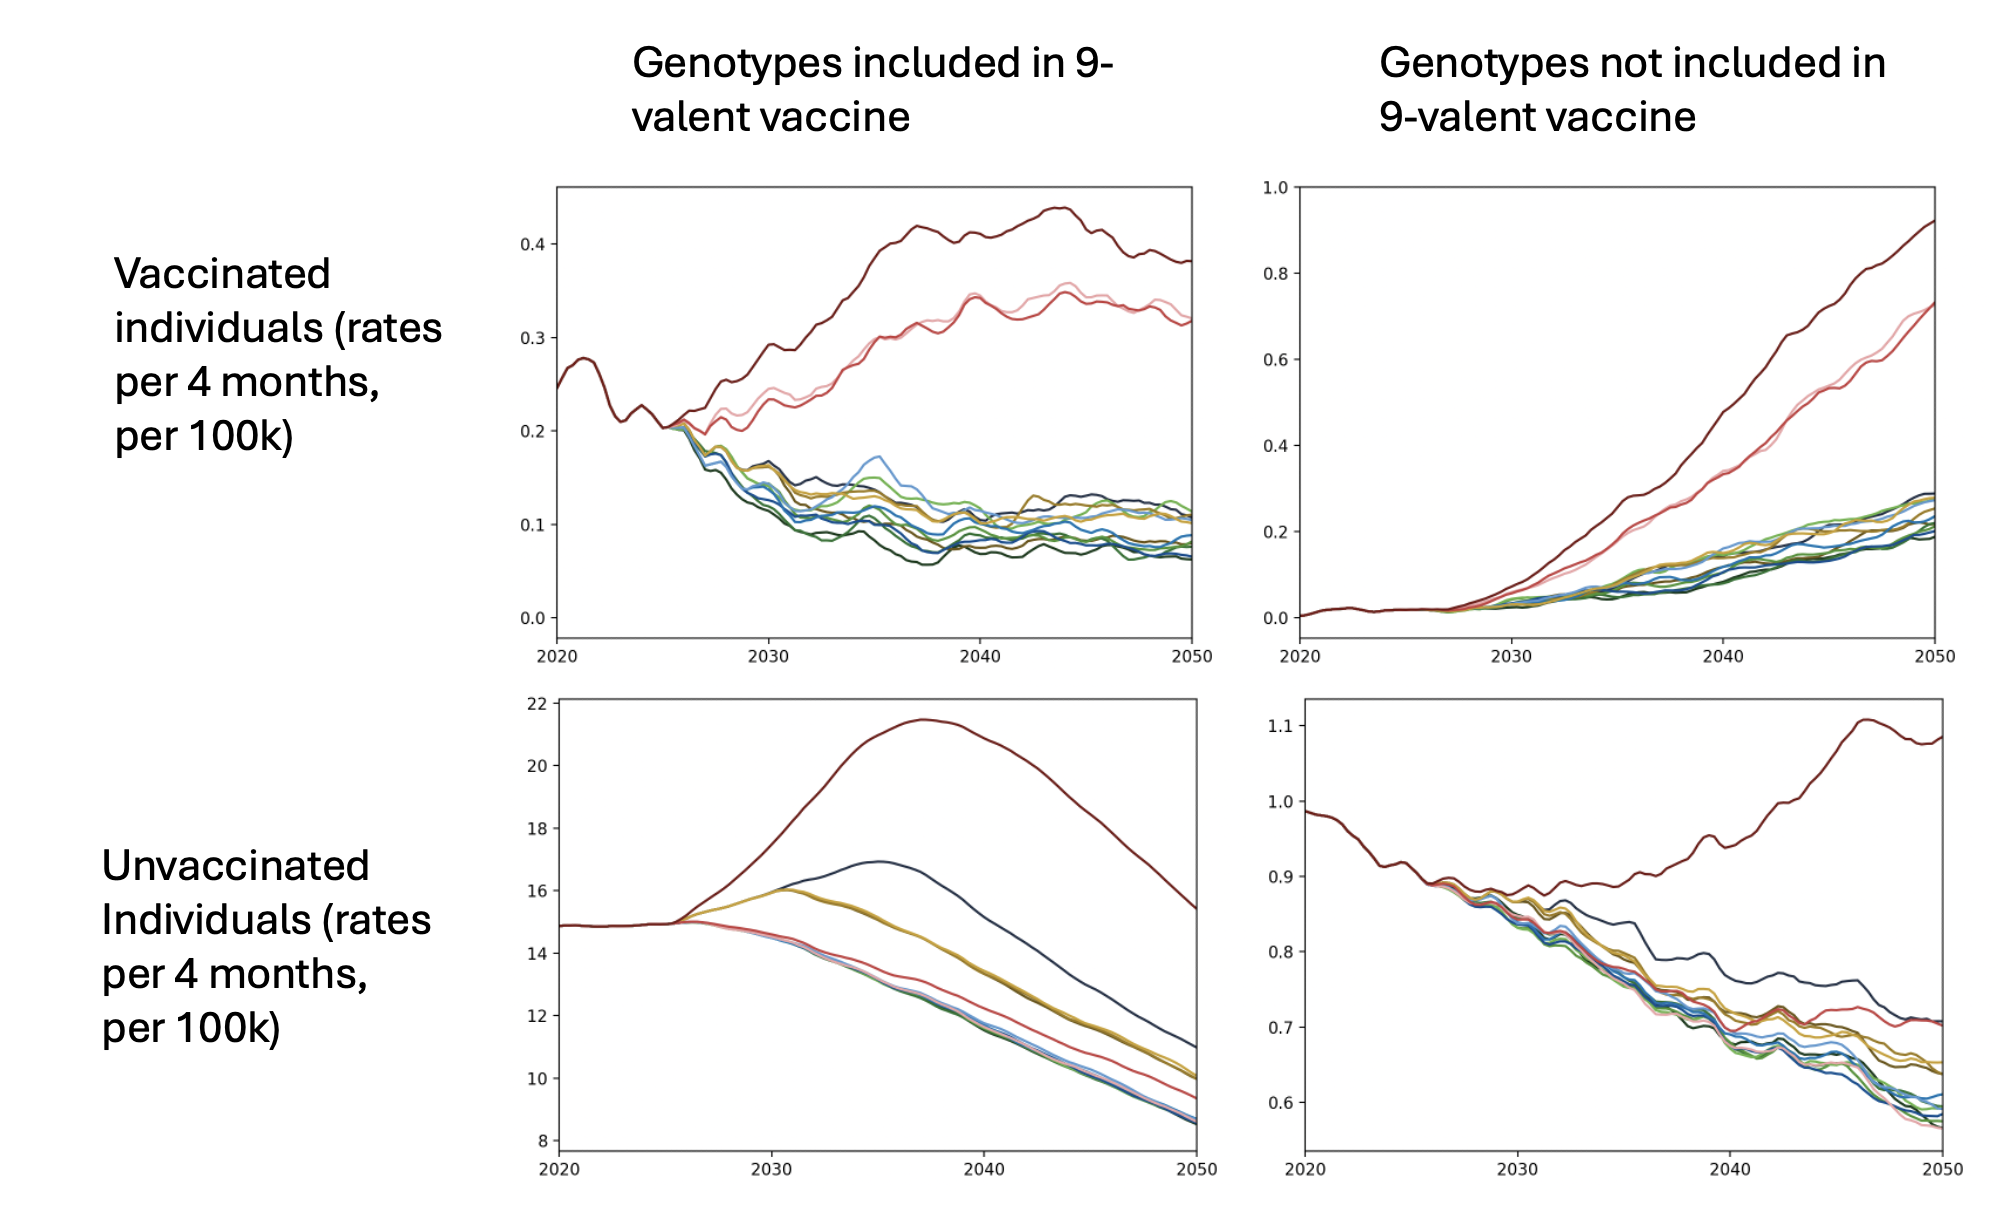 Genotypes included in 9-
valent vaccine
Genotypes not included in
9-valent vaccine
Vaccinated
individuals (rates
per 4 months,
per 100k)
0.4
0.3
0.2
0.1
0.0
2020 2030 2040 2050
1.0
0.8
0.6
0.4
0.2
0.0
2020 2030 2040 2050
Unvaccinated
Individuals (rates
per 4 months,
per 100k)
22
20
18
16
14
12
10
8
2020 2030 2040 2050
1.1
1.0
0.9
0.8
0.7
0.6
2020 2030 2040 2050